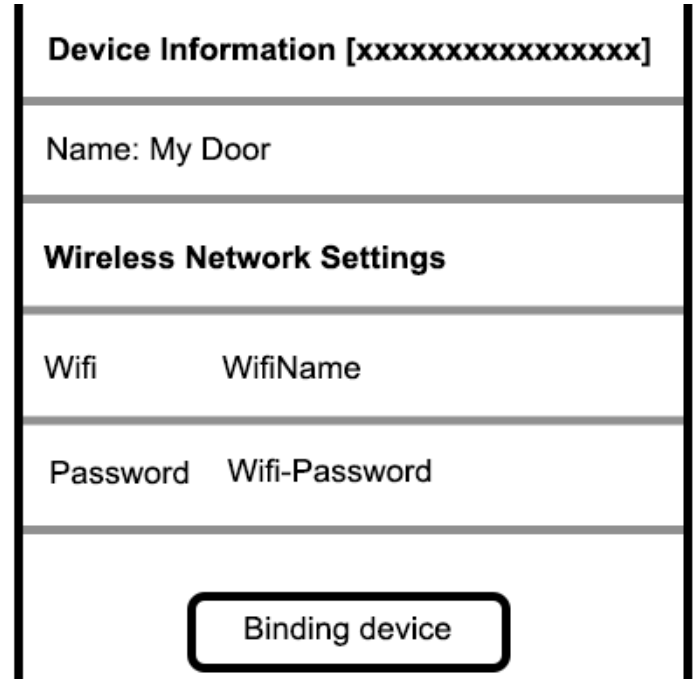 Device Information [xxxxxxxxxxxxxxxx]
Name: My Door
Wireless Network Settings
Wifi WifiName
Password Wifi-Password
Binding device